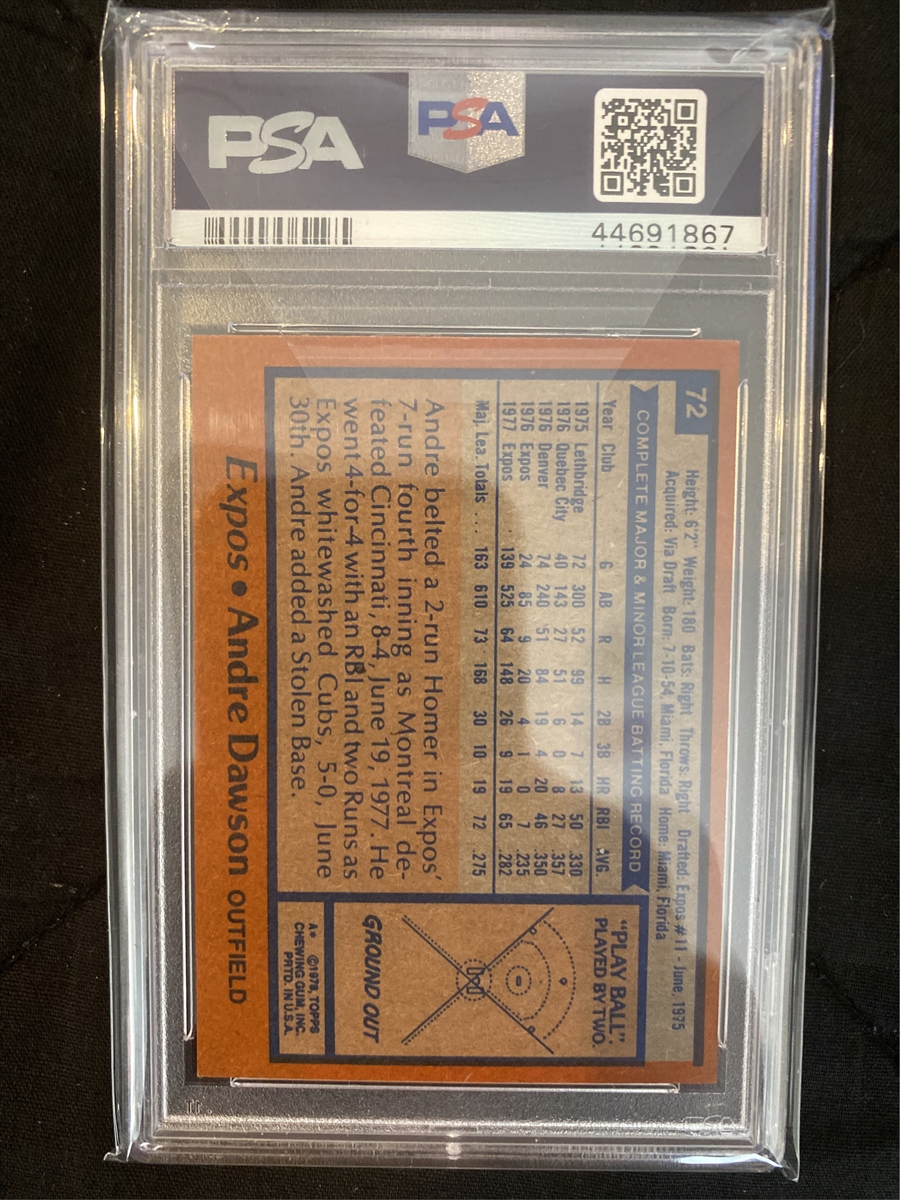 PSA
PSA
44691867
72
Height: 6'2" Weight: 180 Bats: Right Throws: Right Drafted: Expos #11 - June, 1975
Acquired: Via Draft Born: 7-10-54, Miami, Florida Home: Miami, Florida
COMPLETE MAJOR & MINOR LEAGUE BATTING RECORD
Year Club G AB R H 2B 3B HR RBI AVG.
1975 Lethbridge 72 300 52 99 14 7 13 50 .330
1976 Quebec City 40 143 27 51 6 0 8 27 .357
1976 Denver 74 240 51 84 19 4 20 46 .350
1976 Expos 24 85 9 20 4 1 0 7 .235
1977 Expos 139 525 64 148 26 9 19 65 .282
Maj. Lea. Totals ... 163 610 73 168 30 10 19 72 .275
Andre belted a 2-run Homer in Expos'
7-run fourth inning as Montreal de-
feated Cincinnati, 8-4, June 19, 1977. He
went 4-for-4 with an RBI and two Runs as
Expos whitewashed Cubs, 5-0, June
30th. Andre added a Stolen Base.
"PLAY BALL":
PLAYED BY TWO.
GROUND OUT
A* ©1978, TOPPS
CHEWING GUM, INC.
PRTD. IN U.S.A.
Expos • Andre Dawson OUTFIELD